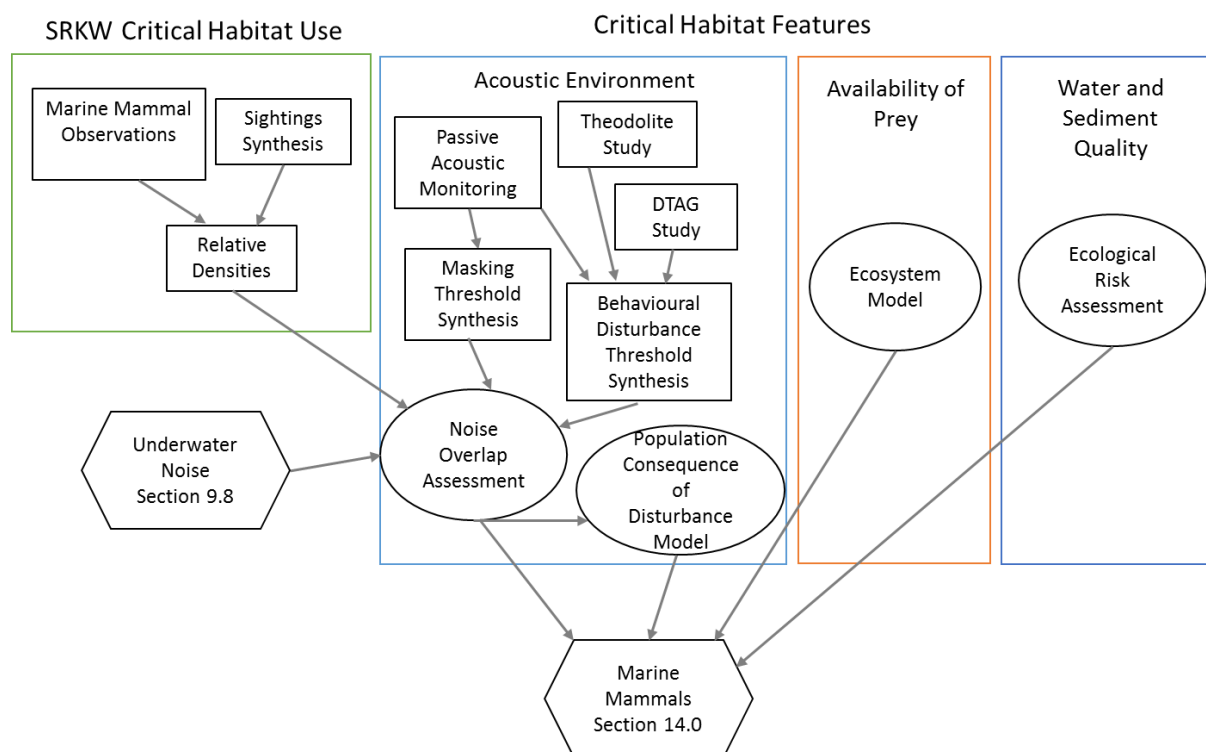 SRKW Critical Habitat Use
Critical Habitat Features
Marine Mammal
Observations
Sightings
Synthesis
Relative
Densities
Acoustic Environment
Passive
Acoustic
Monitoring
Theodolite
Study
DTAG
Study
Masking
Threshold
Synthesis
Behavioural
Disturbance
Threshold
Synthesis
Noise
Overlap
Assessment
Population
Consequence
of
Disturbance
Model
Availability of
Prey
Ecosystem
Model
Water and
Sediment
Quality
Ecological
Risk
Assessment
Underwater
Noise
Section 9.8
Marine
Mammals
Section 14.0